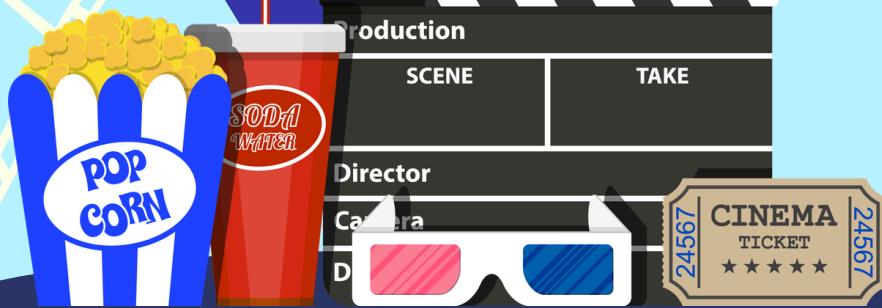 POP
CORN
SODA
WATER
Production
SCENE
TAKE
Director
24567
CINEMA
TICKET
24567